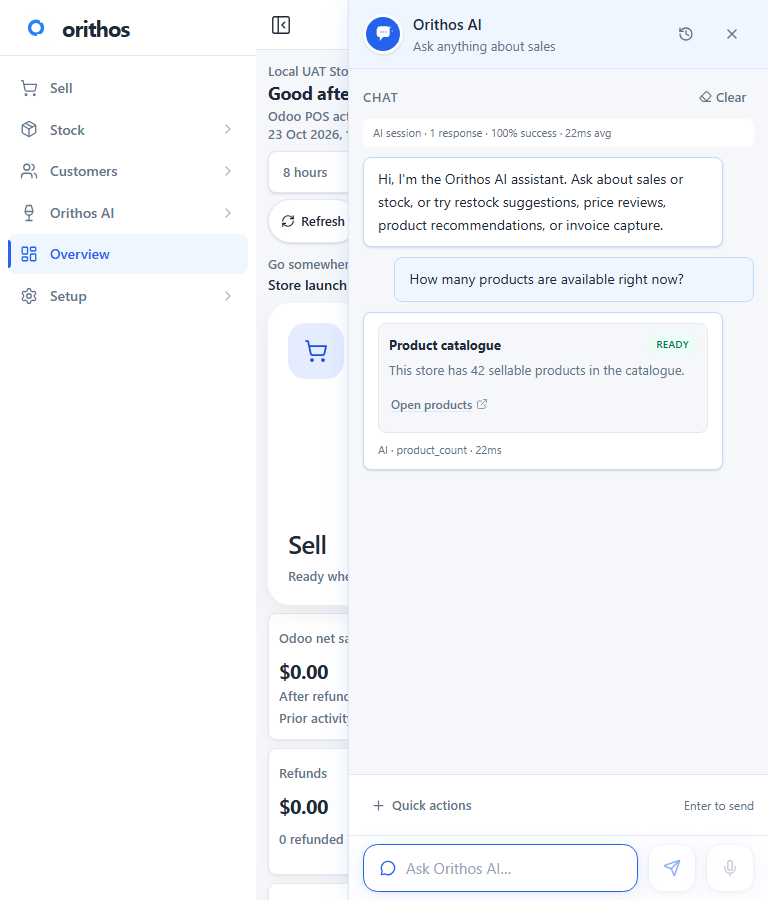 orithos
Sell
Stock
Customers
Orithos AI
Overview
Setup
Local UAT Sto
Good afte
Odoo POS act
23 Oct 2026,
8 hours
Refresh
Go somewher
Store launch
Sell
Ready whe
Odoo net sa
$0.00
After refund
Prior activity
Refunds
$0.00
0 refunded
Orithos AI
Ask anything about sales
CHAT
Clear
AI session · 1 response · 100% success · 22ms avg
Hi, I'm the Orithos AI assistant. Ask about sales or
stock, or try restock suggestions, price reviews,
product recommendations, or invoice capture.
How many products are available right now?
Product catalogue
READY
This store has 42 sellable products in the catalogue.
Open products
AI · product_count · 22ms
Quick actions
Enter to send
Ask Orithos AI...